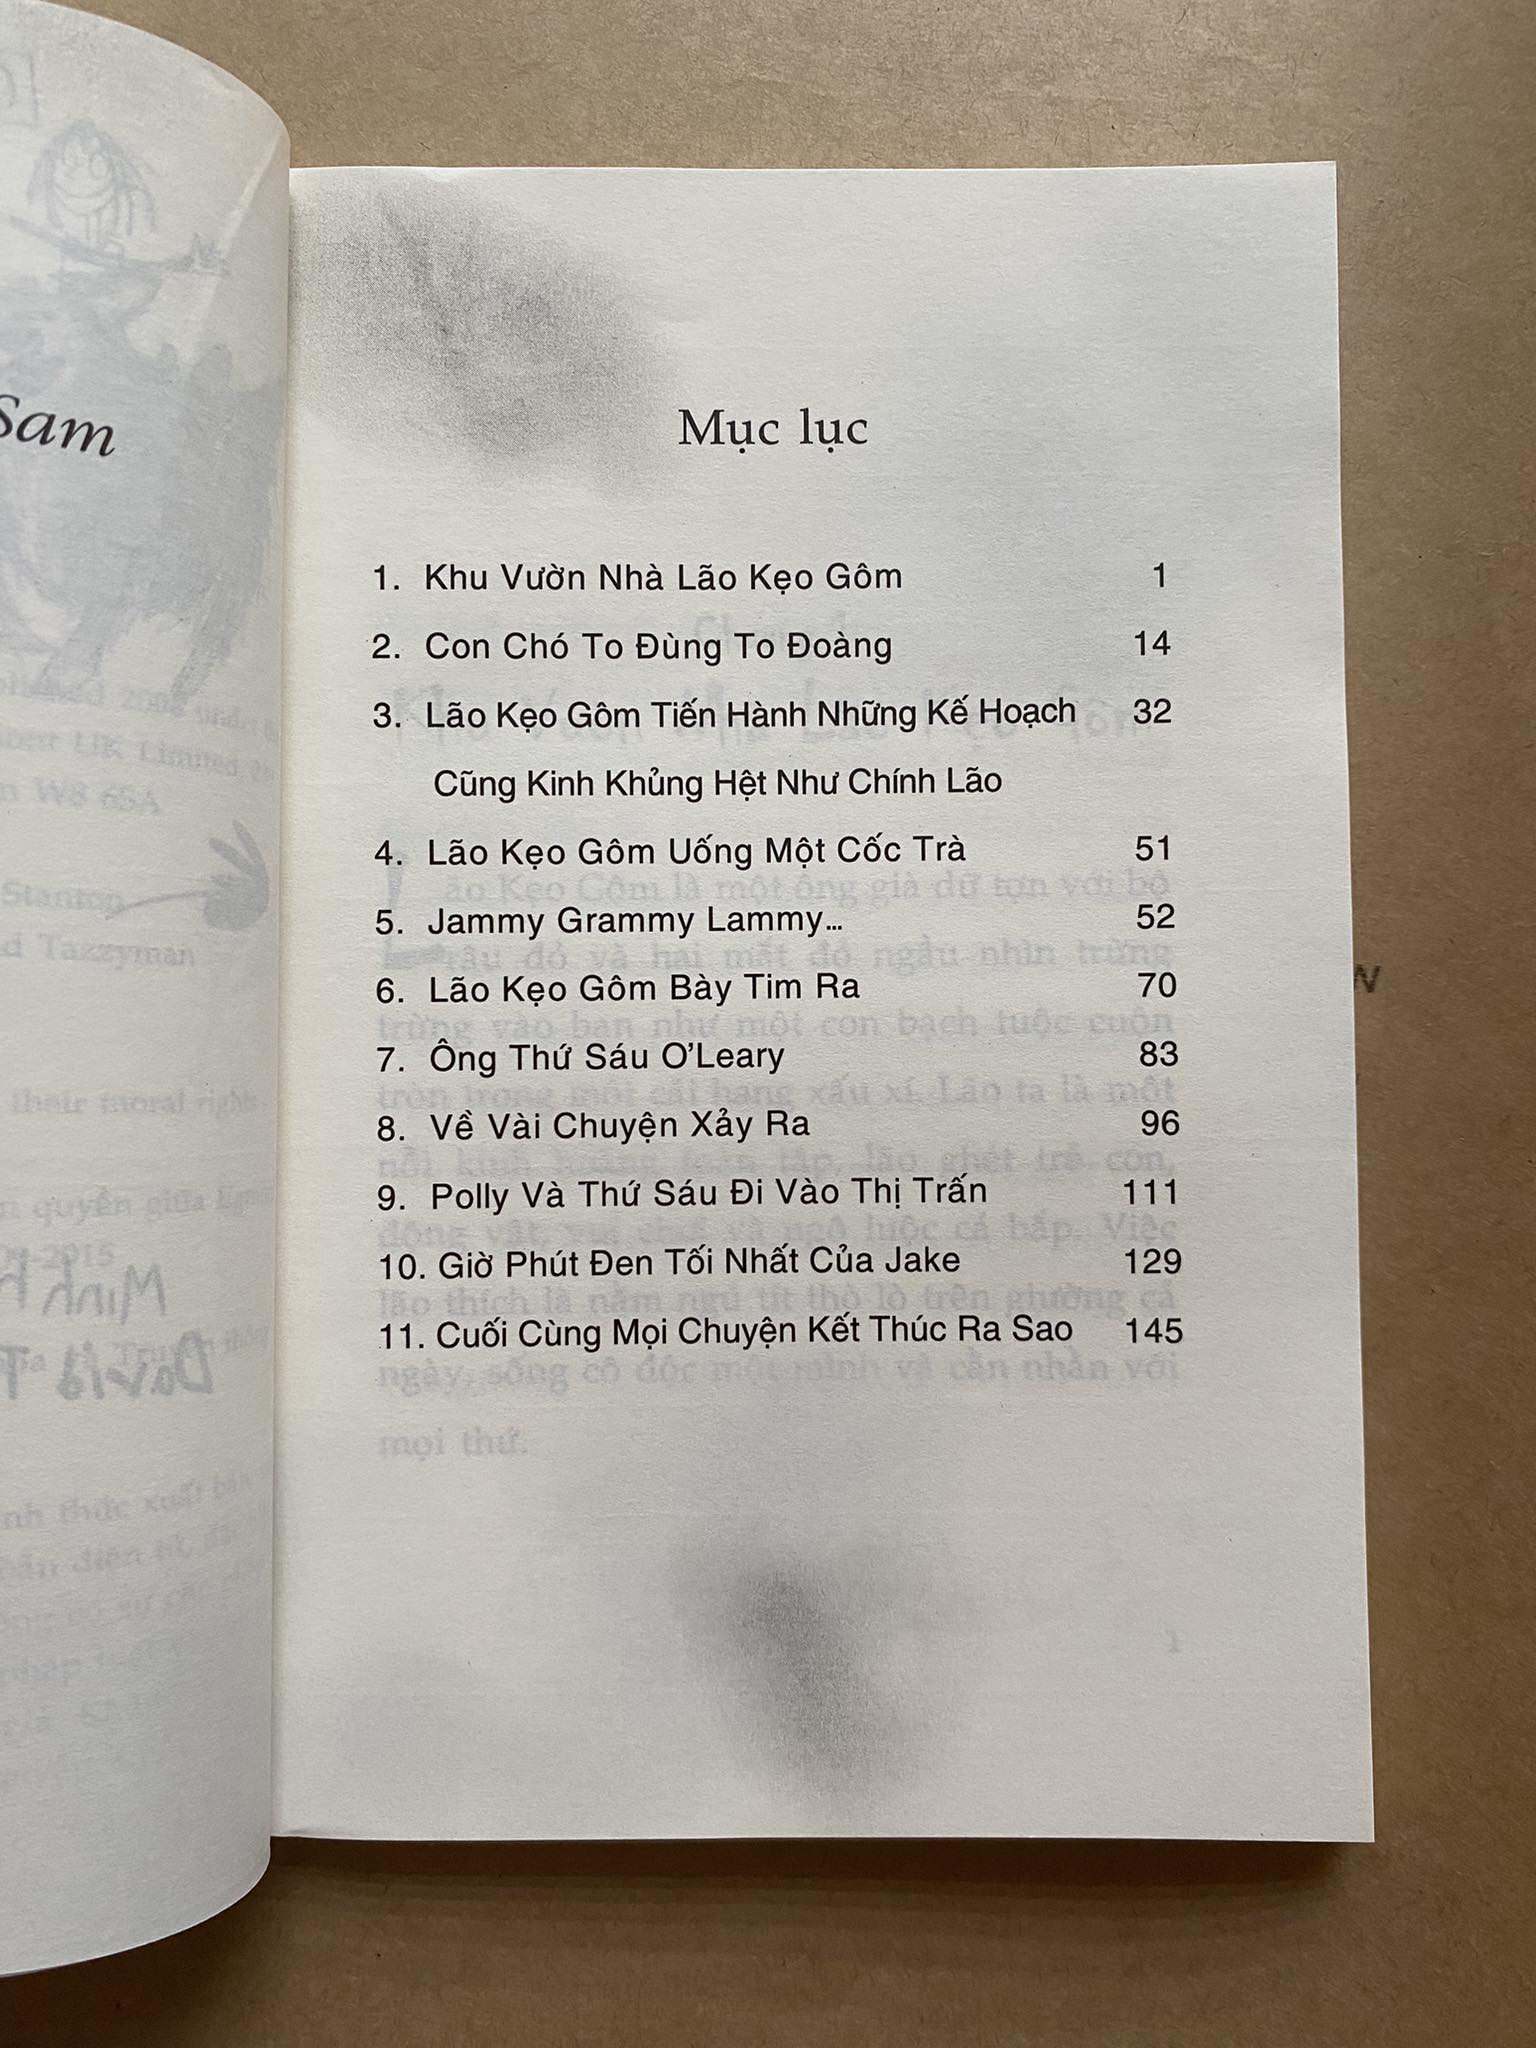 Sam
Stanton
d Tazzyman
their moral rights
Mục lục
1. Khu Vườn Nhà Lão Kẹo Gôm 1
2. Con Chó To Đùng To Đoàng 14
3. Lão Kẹo Gôm Tiến Hành Những Kế Hoạch 32
Cũng Kinh Khủng Hệt Như Chính Lão
4. Lão Kẹo Gôm Uống Một Cốc Trà 51
5. Jammy Grammy Lammy... 52
6. Lão Kẹo Gôm Bày Tim Ra 70
7. Ông Thứ Sáu O’Leary 83
8. Về Vài Chuyện Xảy Ra 96
9. Polly Và Thứ Sáu Đi Vào Thị Trấn 111
10. Giờ Phút Đen Tối Nhất Của Jake 129
11. Cuối Cùng Mọi Chuyện Kết Thúc Ra Sao 145